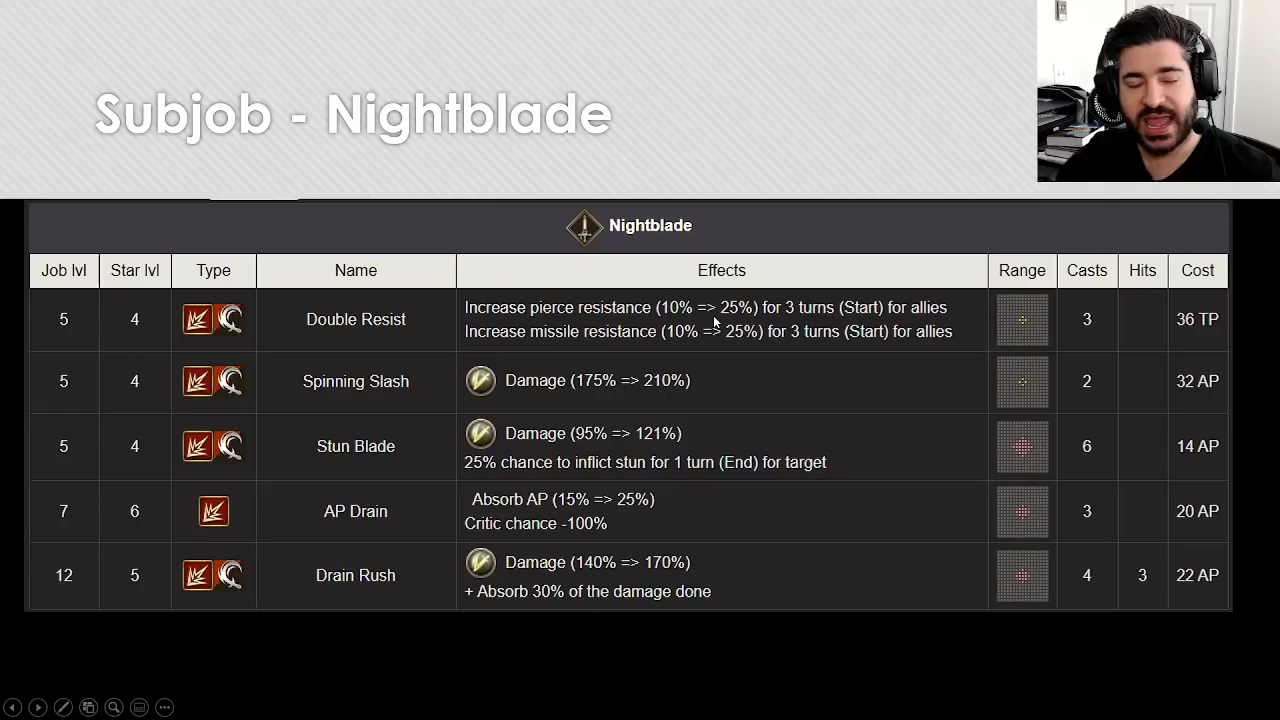 Subjob - Nightblade
Nightblade
Job lvl Star lvl Type Name Effects Range Casts Hits Cost
5 4 Double Resist Increase pierce resistance (10% => 25%) for 3 turns (Start) for allies
Increase missile resistance (10% => 25%) for 3 turns (Start) for allies 3 36 TP
5 4 Spinning Slash Damage (175% => 210%) 2 32 AP
5 4 Stun Blade Damage (95% => 121%)
25% chance to inflict stun for 1 turn (End) for target 6 14 AP
7 6 AP Drain Absorb AP (15% => 25%)
Critic chance -100% 3 20 AP
12 5 Drain Rush Damage (140% => 170%)
+ Absorb 30% of the damage done 4 3 22 AP